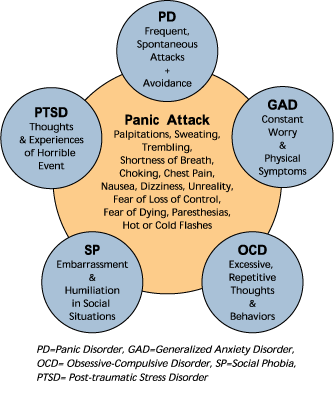 PD
Frequent,
Spontaneous
Attacks
+
Avoidance
PTSD
Thoughts
& Experiences
of Horrible
Event
Panic Attack
Palpitations, Sweating,
Trembling,
Shortness of Breath,
Choking, Chest Pain,
Nausea, Dizziness, Unreality,
Fear of Loss of Control,
Fear of Dying, Paresthesias,
Hot or Cold Flashes
GAD
Constant
Worry
&
Physical
Symptoms
SP
Embarrassment
&
Humiliation
in Social
Situations
OCD
Excessive,
Repetitive
Thoughts
&
Behaviors
PD=Panic Disorder, GAD=Generalized Anxiety Disorder,
OCD= Obsessive-Compulsive Disorder, SP=Social Phobia,
PTSD= Post-traumatic Stress Disorder